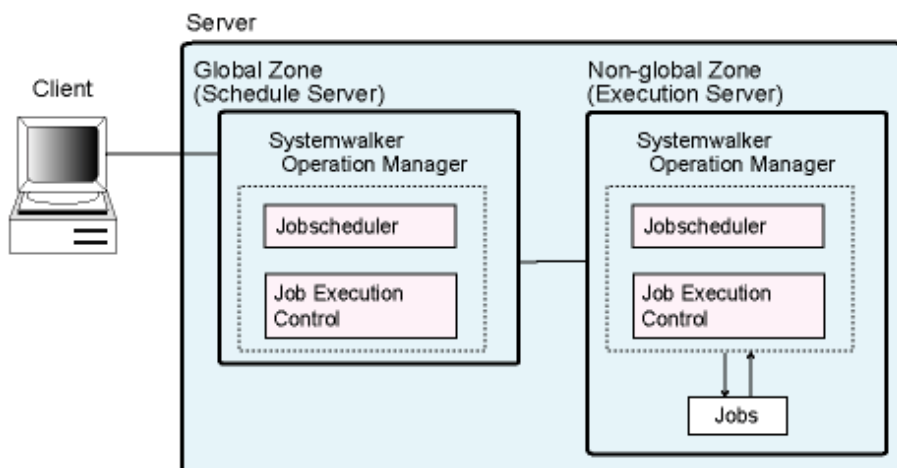 Server
Client
Global Zone
(Schedule Server)
Systemwalker
Operation Manager
Jobscheduler
Job Execution
Control
Non-global Zone
(Execution Server)
Systemwalker
Operation Manager
Jobscheduler
Job Execution
Control
Jobs